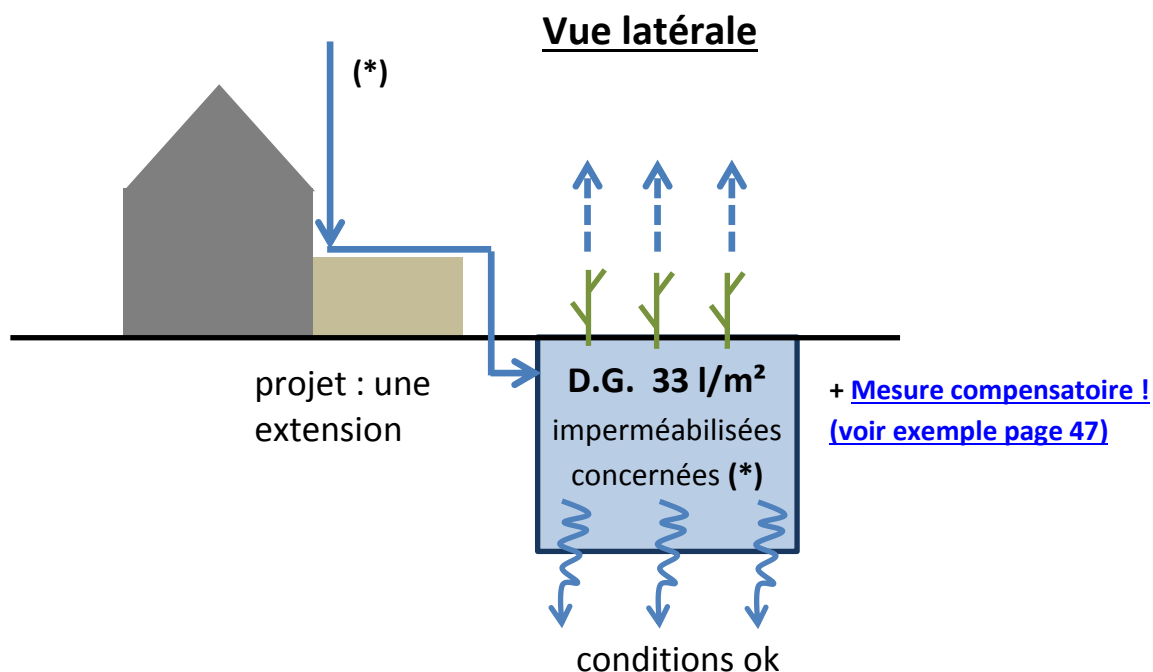 Vue latérale
(*)
projet : une
extension
D.G. 33 l/m²
imperméabilisées
concernées (*)
+ Mesure compensatoire !
(voir exemple page 47)
conditions ok